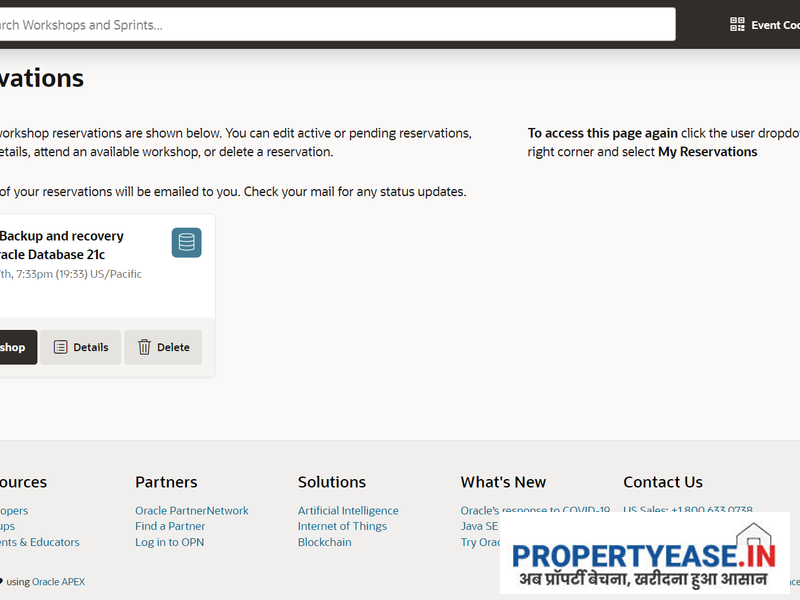 rch Workshops and Sprints...
Event Coo
vations
workshop reservations are shown below. You can edit active or pending reservations,
etails, attend an available workshop, or delete a reservation.
of your reservations will be emailed to you. Check your mail for any status updates.
To access this page again click the user dropdo
right corner and select My Reservations
Backup and recovery
racle Database 21c
7th, 7:33pm (19:33) US/Pacific
shop
Details
Delete
ources
opers
ups
nts & Educators
Partners
Oracle PartnerNetwork
Find a Partner
Log in to OPN
Solutions
Artificial Intelligence
Internet of Things
Blockchain
What's New
Oracle's response to COVID-19
Java SE
Try Orac
Contact Us
US Sales: +1.800.633.0738
using Oracle APEX
PROPERTYEASE.IN
अब प्रॉपर्टी बेचना, खरीदना हुआ आसान